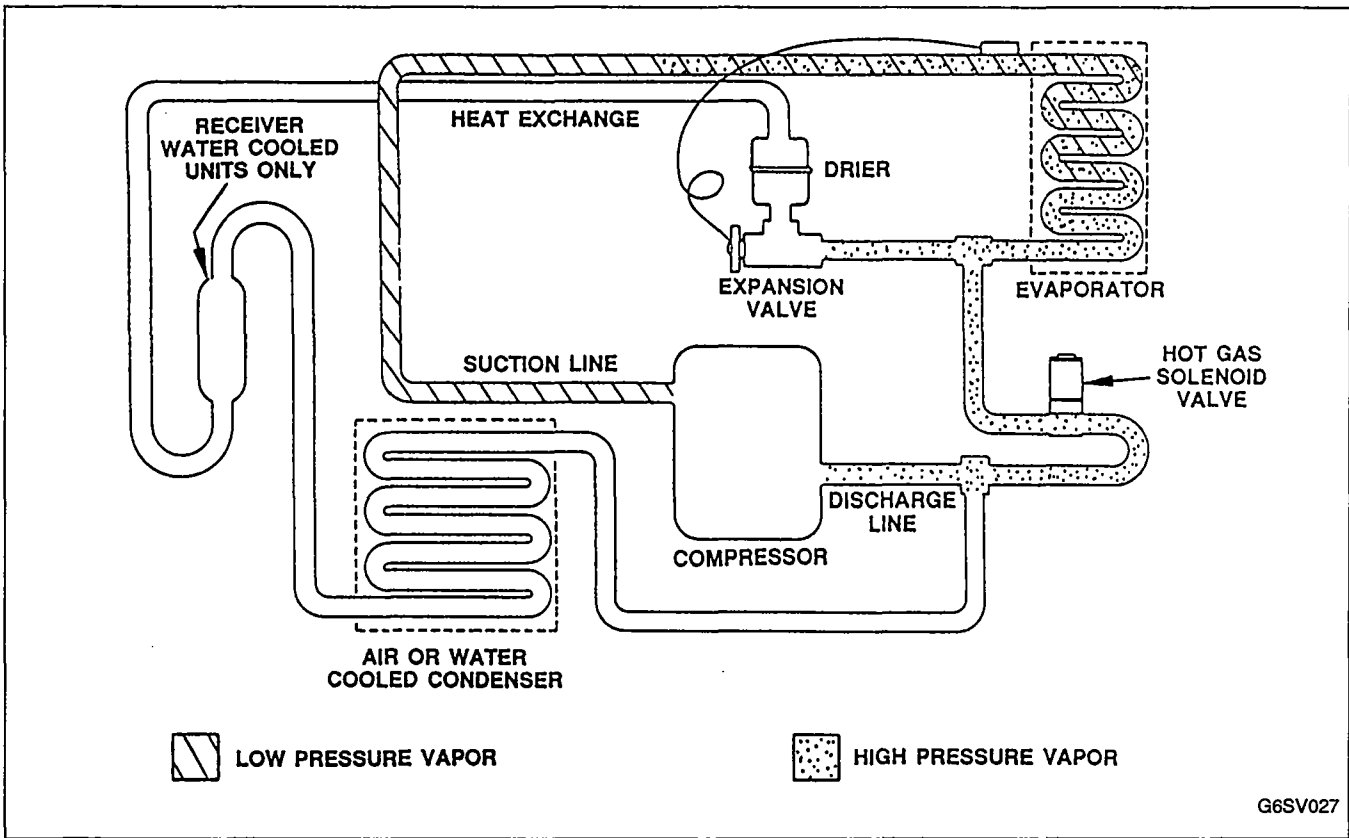 RECEIVER
WATER COOLED
UNITS ONLY
HEAT EXCHANGE
DRIER
EXPANSION
VALVE
EVAPORATOR
HOT GAS
SOLENOID
VALVE
SUCTION LINE
COMPRESSOR
DISCHARGE
LINE
AIR OR WATER
COOLED CONDENSER
LOW PRESSURE VAPOR
HIGH PRESSURE VAPOR
G6SV027